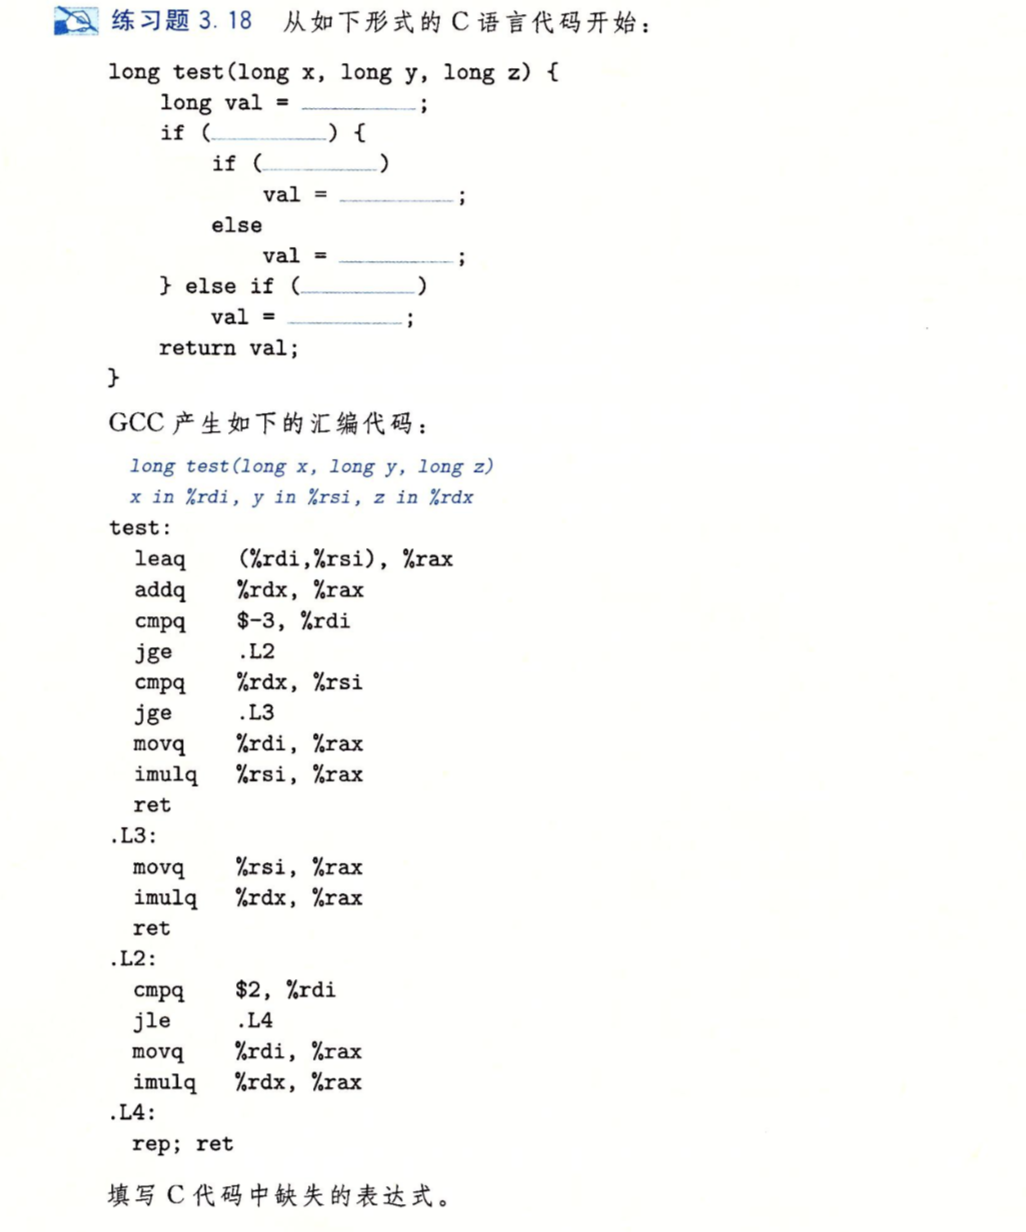 练习题 3.18 从如下形式的 C 语言代码开始：
long test(long x, long y, long z) {
long val = ________ ;
if (________) {
if (________)
val = ________ ;
else
val = ________ ;
} else if (________)
val = ________ ;
return val;
}
GCC 产生如下的汇编代码：
long test(long x, long y, long z)
x in %rdi, y in %rsi, z in %rdx
test:
leaq (%rdi,%rsi), %rax
addq %rdx, %rax
cmpq $-3, %rdi
jge .L2
cmpq %rdx, %rsi
jge .L3
movq %rdi, %rax
imulq %rsi, %rax
ret
.L3:
movq %rsi, %rax
imulq %rdx, %rax
ret
.L2:
cmpq $2, %rdi
jle .L4
movq %rdi, %rax
imulq %rdx, %rax
.L4:
rep; ret
填写 C 代码中缺失的表达式。